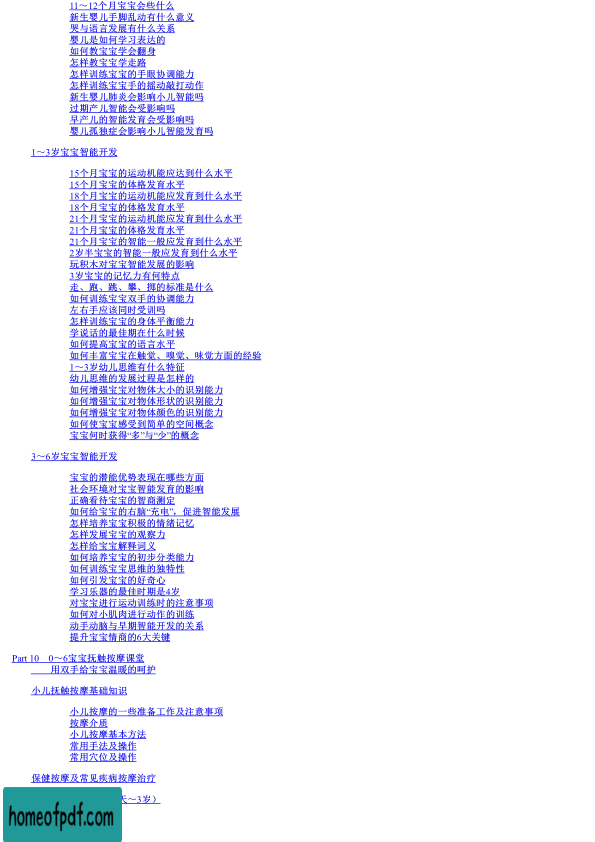 11～12个月宝宝会些什么
新生婴儿手脚乱动有什么意义
哭与语言发展有什么关系
婴儿是如何学习表达的
如何教宝宝学会翻身
怎样教宝宝学走路
怎样训练宝宝的手眼协调能力
怎样训练宝宝手的摇动敲打动作
新生婴儿肺炎会影响小儿智能吗
过期产儿智能会受影响吗
早产儿的智能发育会受影响吗
婴儿孤独症会影响小儿智能发育吗
1～3岁宝宝智能开发
15个月宝宝的运动机能应达到什么水平
15个月宝宝的体格发育水平
18个月宝宝的运动机能应发育到什么水平
18个月宝宝的体格发育水平
21个月宝宝的运动机能应发育到什么水平
21个月宝宝的体格发育水平
21个月宝宝的智能一般应发育到什么水平
2岁半宝宝的智能一般应发育到什么水平
玩积木对宝宝智能发展的影响
3岁宝宝的记忆力有何特点
走、跑、跳、攀、掷的标准是什么
如何训练宝宝双手的协调能力
左右手应该同时受训吗
怎样训练宝宝的身体平衡能力
学说话的最佳期在什么时候
如何提高宝宝的语言水平
如何丰富宝宝在触觉、嗅觉、味觉方面的经验
1～3岁幼儿思维有什么特征
幼儿思维的发展过程是怎样的
如何增强宝宝对物体大小的识别能力
如何增强宝宝对物体形状的识别能力
如何增强宝宝对物体颜色的识别能力
如何使宝宝感受到简单的空间概念
宝宝何时获得“多”与“少”的概念
3～6岁宝宝智能开发
宝宝的潜能优势表现在哪些方面
社会环境对宝宝智能发育的影响
正确看待宝宝的智商测定
如何给宝宝的右脑“充电”，促进智能发展
怎样培养宝宝积极的情绪记忆
怎样发展宝宝的观察力
怎样给宝宝解释词义
如何培养宝宝的初步分类能力
如何训练宝宝思维的独特性
如何引发宝宝的好奇心
学习乐器的最佳时期是4岁
对宝宝进行运动训练时的注意事项
如何对小肌肉进行动作的训练
动手动脑与早期智能开发的关系
提升宝宝情商的6大关键
Part 10　0～6宝宝抚触按摩课堂
用双手给宝宝温暖的呵护
小儿抚触按摩基础知识
小儿按摩的一些准备工作及注意事项
按摩介质
小儿按摩基本方法
常用手法及操作
常用穴位及操作
保健按摩及常见疾病按摩治疗
天～3岁）
homeofpdf.com